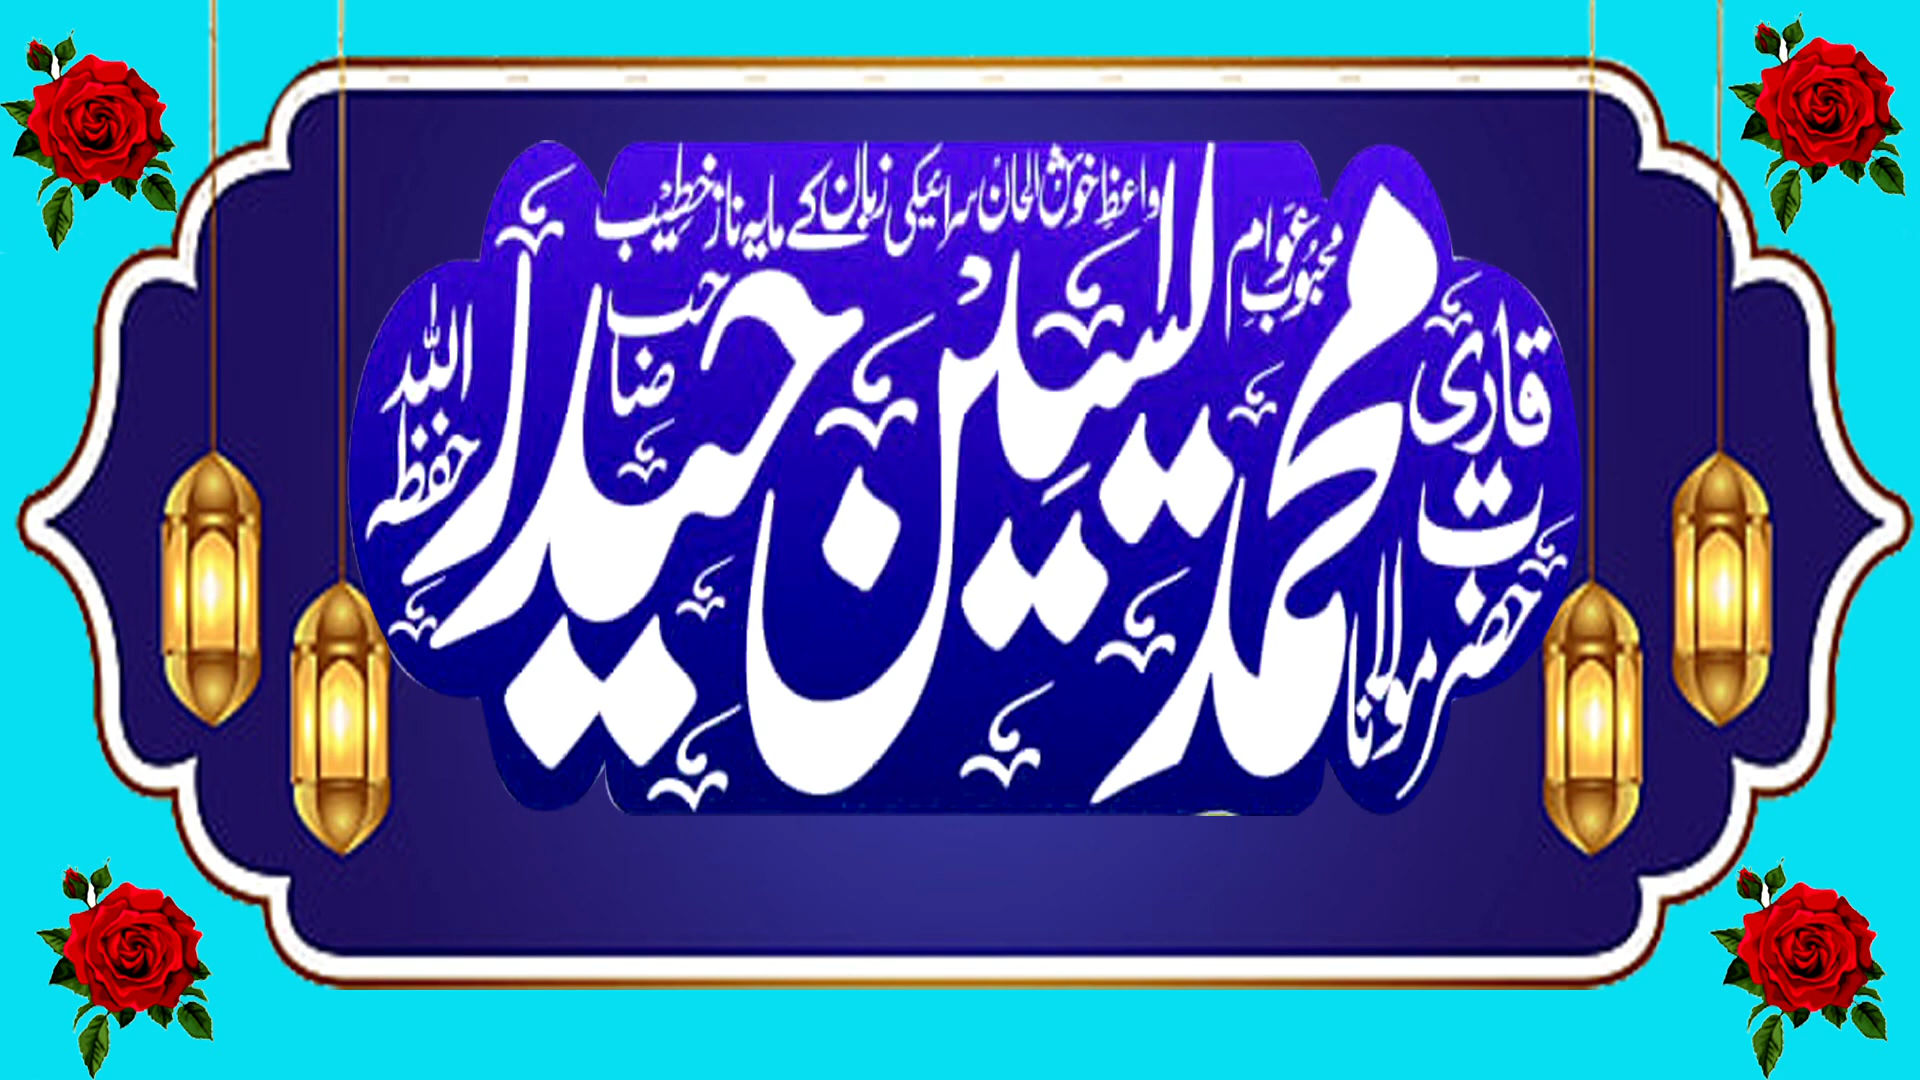 واعظِ خوش الحان سرائیکی زبان کے مایہ ناز خطیب
محبوبِ عوام
حضرت مولانا قاری
محمد یٰسین حیدر
صاحب
حفظہ اللہ